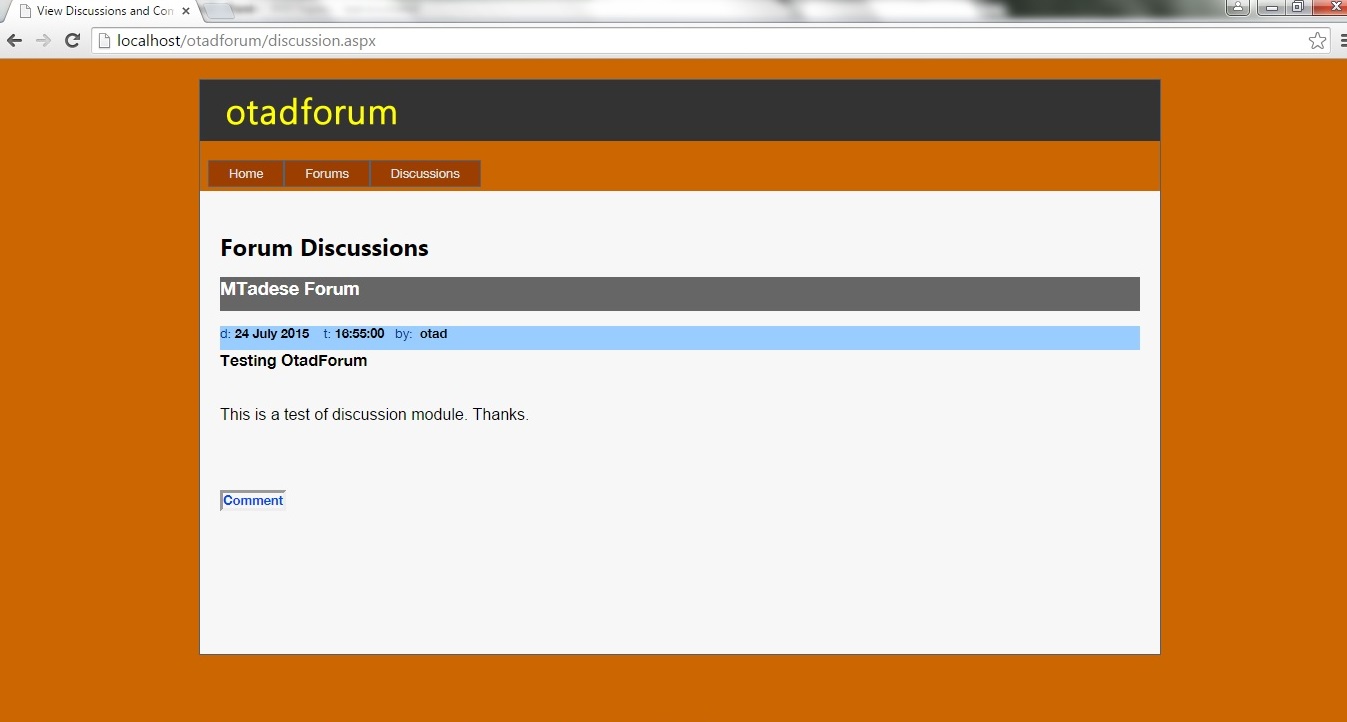 View Discussions and Con
localhost/otadforum/discussion.aspx
otadforum
Home Forums Discussions
Forum Discussions
MTadese Forum
d: 24 July 2015 t: 16:55:00 by: otad
Testing OtadForum
This is a test of discussion module. Thanks.
Comment